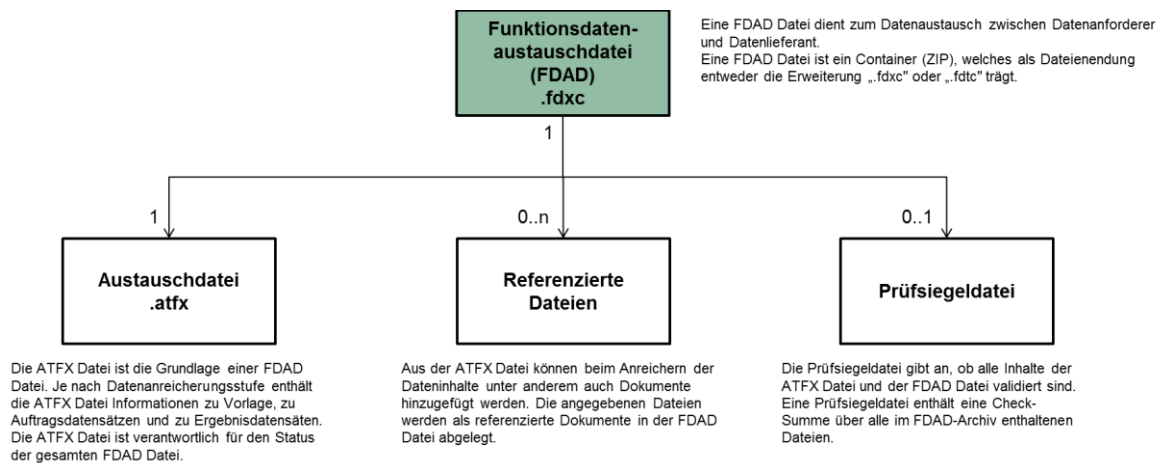 Funktionsdaten-
austauschdatei
(FDAD)
.fdxc
Eine FDAD Datei dient zum Datenaustausch zwischen Datenanforderer
und Datenlieferant.
Eine FDAD Datei ist ein Container (ZIP), welches als Dateienendung
entweder die Erweiterung „.fdxc" oder „.fdtc" trägt.
1
1
0..n
0..1
Austauschdatei
.atfx
Referenzierte
Dateien
Prüfsiegeldatei
Die ATFX Datei ist die Grundlage einer FDAD
Datei. Je nach Datenanreicherungsstufe enthält
die ATFX Datei Informationen zu Vorlage, zu
Auftragsdatensätzen und zu Ergebnisdatensäten.
Die ATFX Datei ist verantwortlich für den Status
der gesamten FDAD Datei.
Aus der ATFX Datei können beim Anreichern der
Dateninhalte unter anderem auch Dokumente
hinzugefügt werden. Die angegebenen Dateien
werden als referenzierte Dokumente in der FDAD
Datei abgelegt.
Die Prüfsiegeldatei gibt an, ob alle Inhalte der
ATFX Datei und der FDAD Datei validiert sind.
Eine Prüfsiegeldatei enthält eine Check-
Summe über alle im FDAD-Archiv enthaltenen
Dateien.